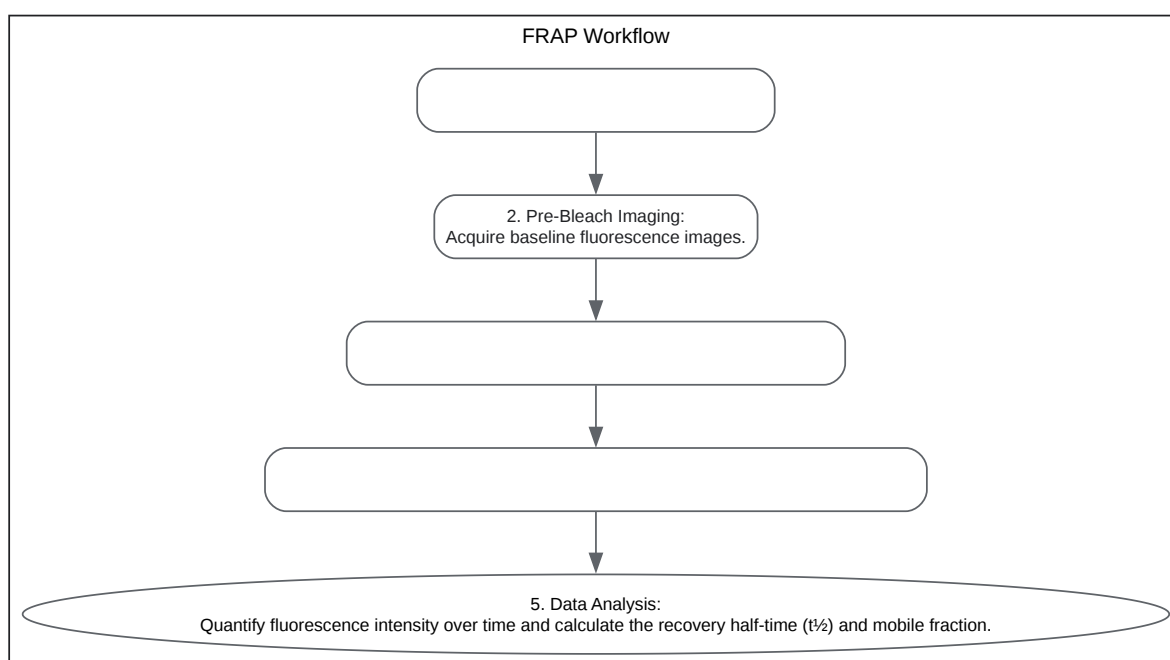 FRAP Workflow
2. Pre-Bleach Imaging:
Acquire baseline fluorescence images.
5. Data Analysis:
Quantify fluorescence intensity over time and calculate the recovery half-time (t½) and mobile fraction.